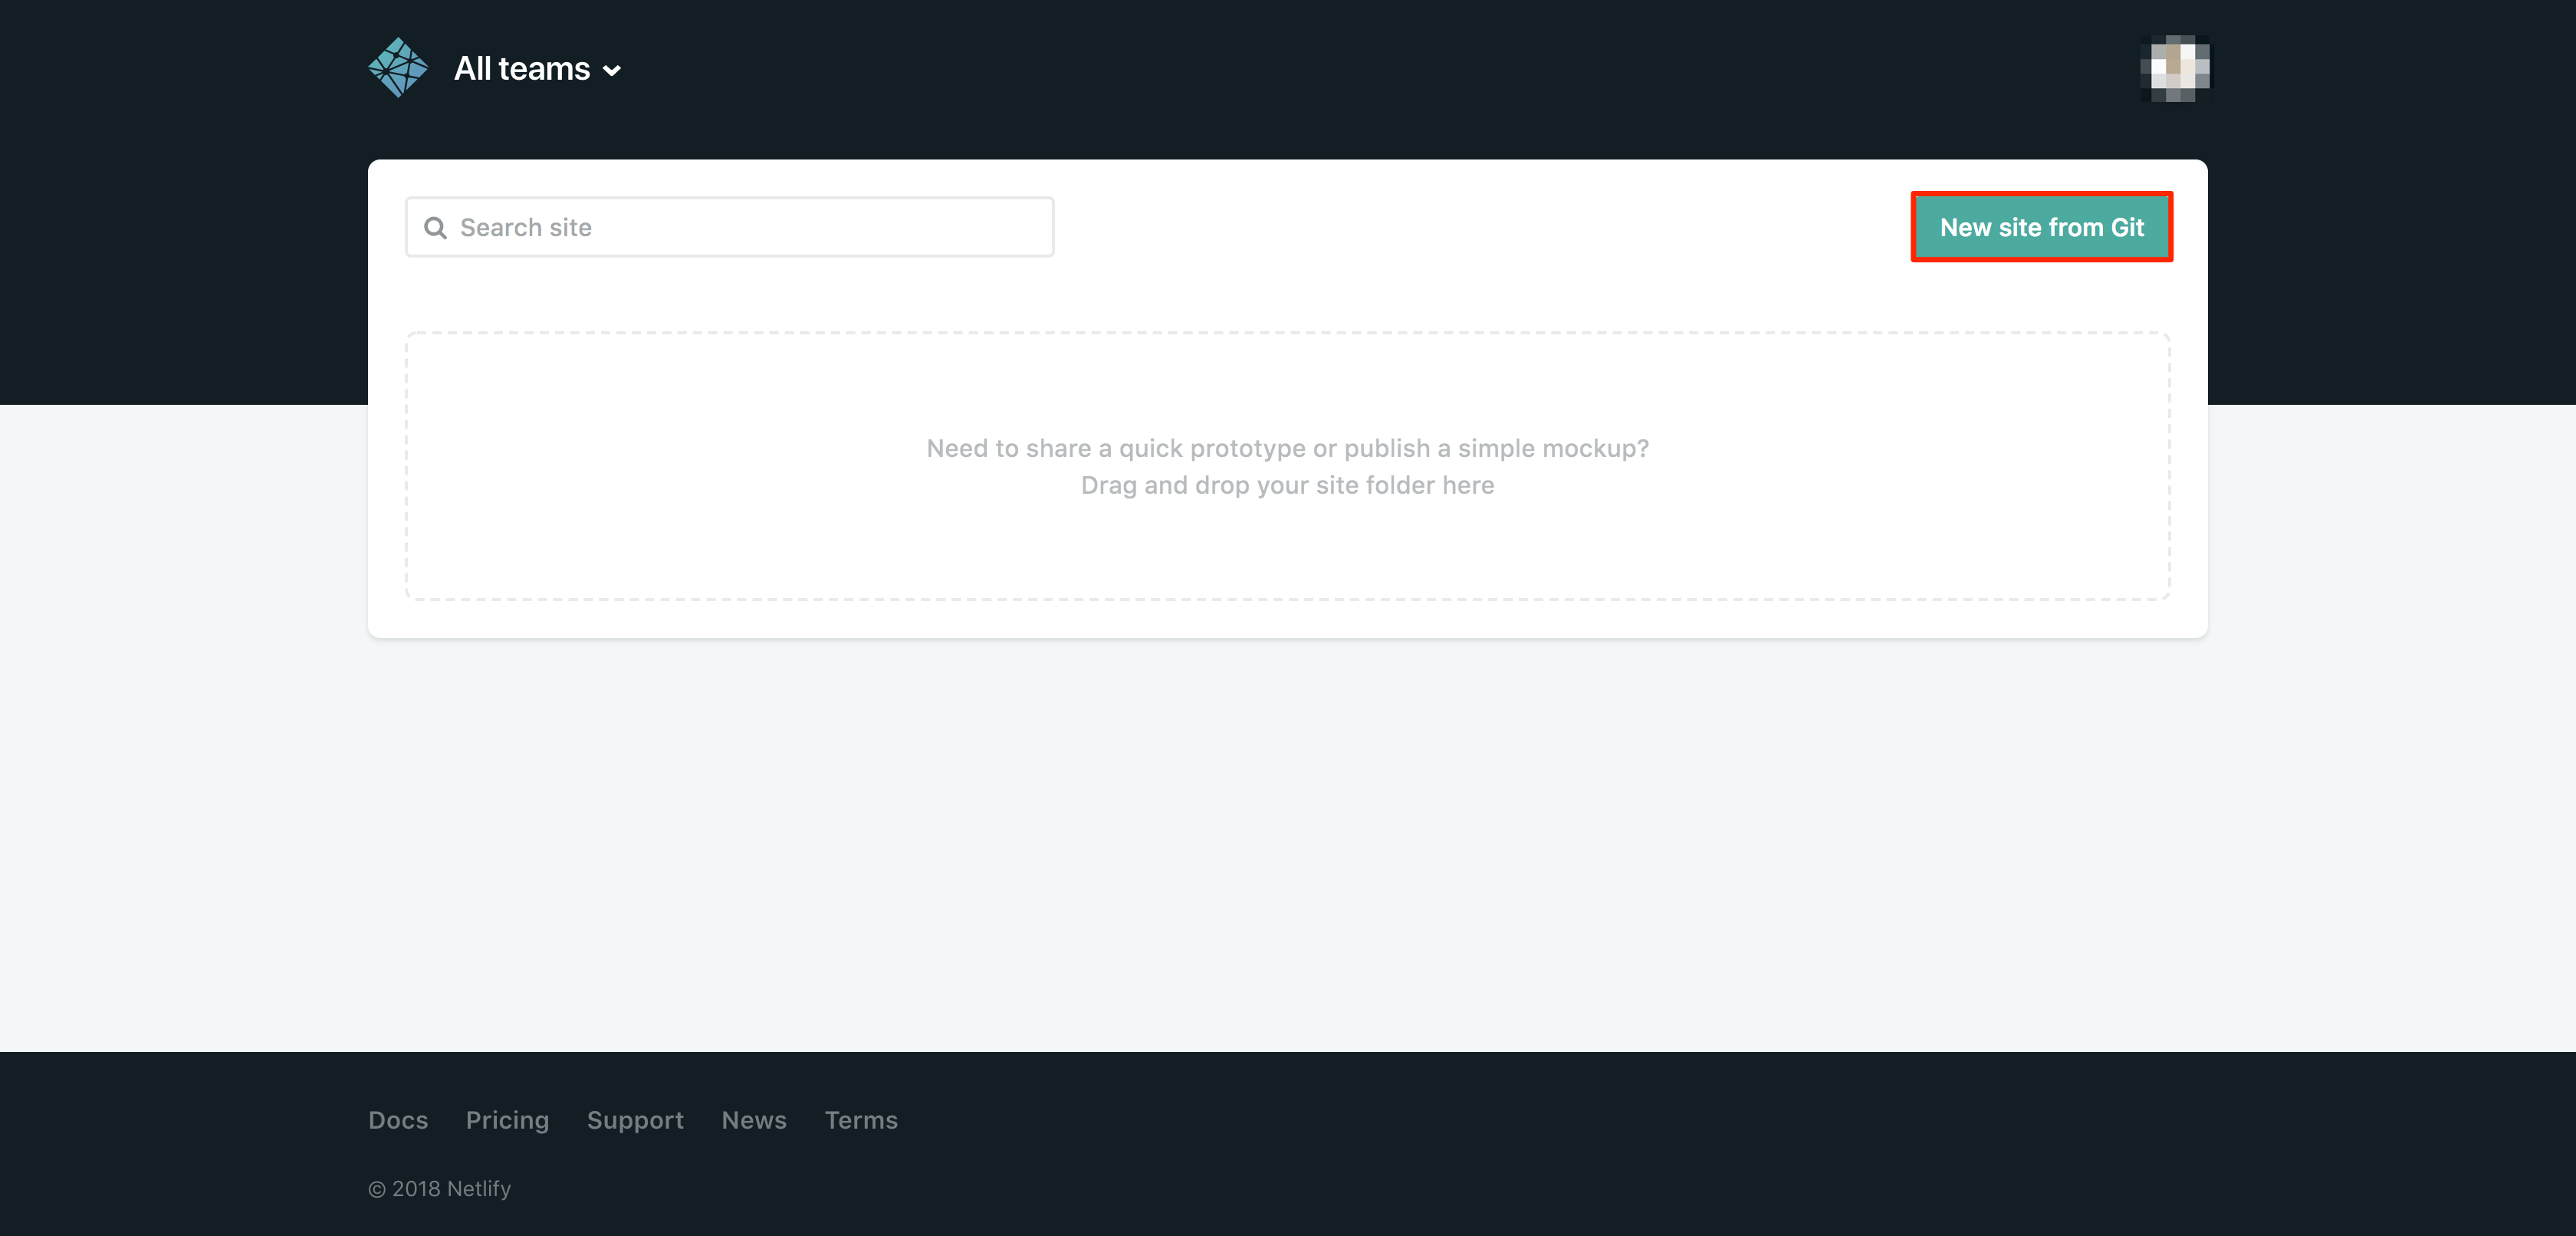 All teams
Search site
New site from Git
Need to share a quick prototype or publish a simple mockup?
Drag and drop your site folder here
Docs Pricing Support News Terms
© 2018 Netlify